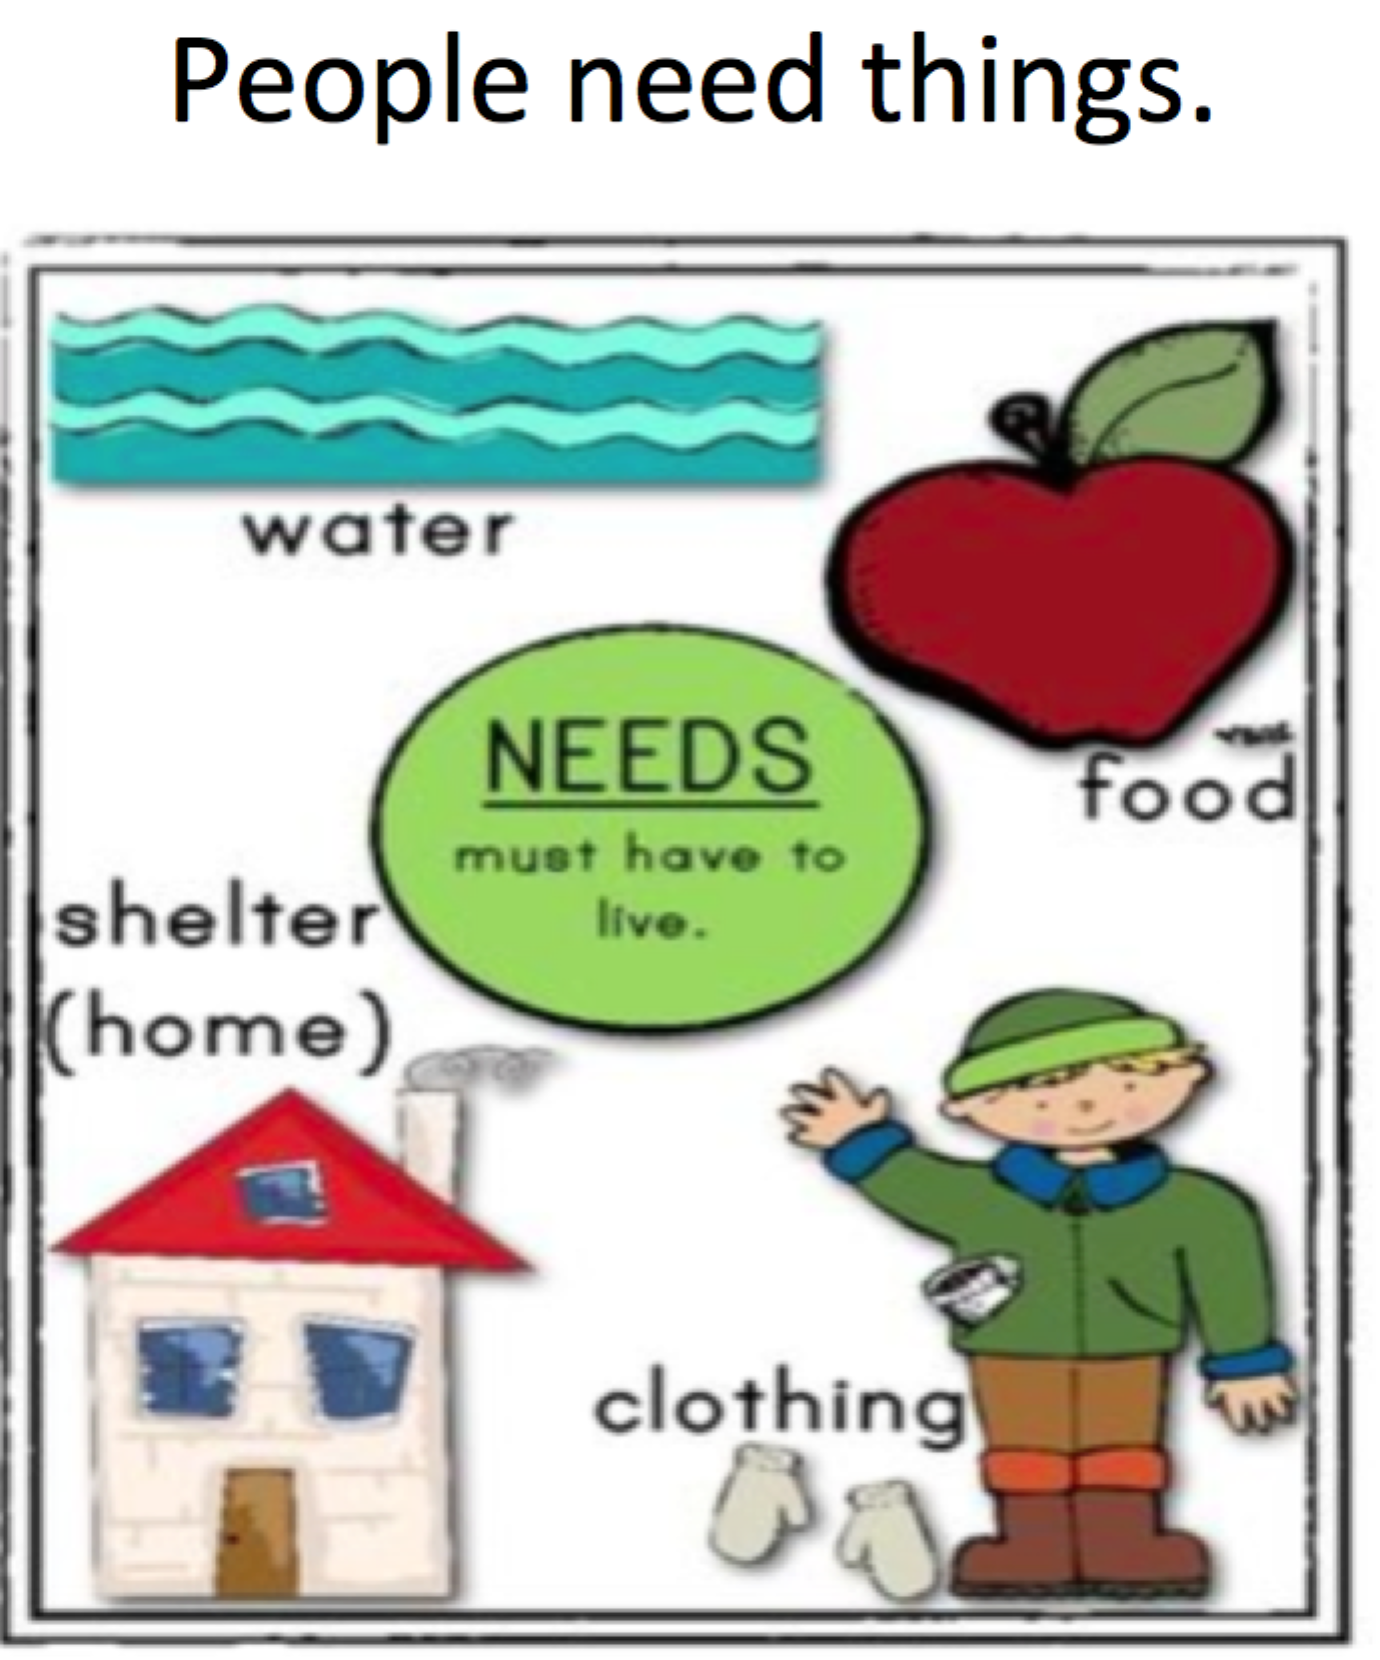 People need things.
water
food
NEEDS
must have to
live.
shelter
(home)
clothing